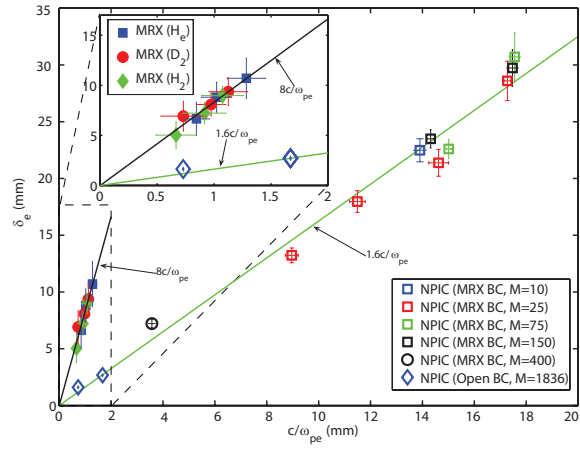 MRX (He)
MRX (D2)
MRX (H2)
15
10
5
0
0
0.5
1
1.5
2
8c/ωpe
1.6c/ωpe
35
30
25
20
15
10
5
0
δe (mm)
8c/ωpe
1.6c/ωpe
NPIC (MRX BC, M=10)
NPIC (MRX BC, M=25)
NPIC (MRX BC, M=75)
NPIC (MRX BC, M=150)
NPIC (MRX BC, M=400)
NPIC (Open BC, M=1836)
0
2
4
6
8
10
12
14
16
18
20
c/ωpe (mm)